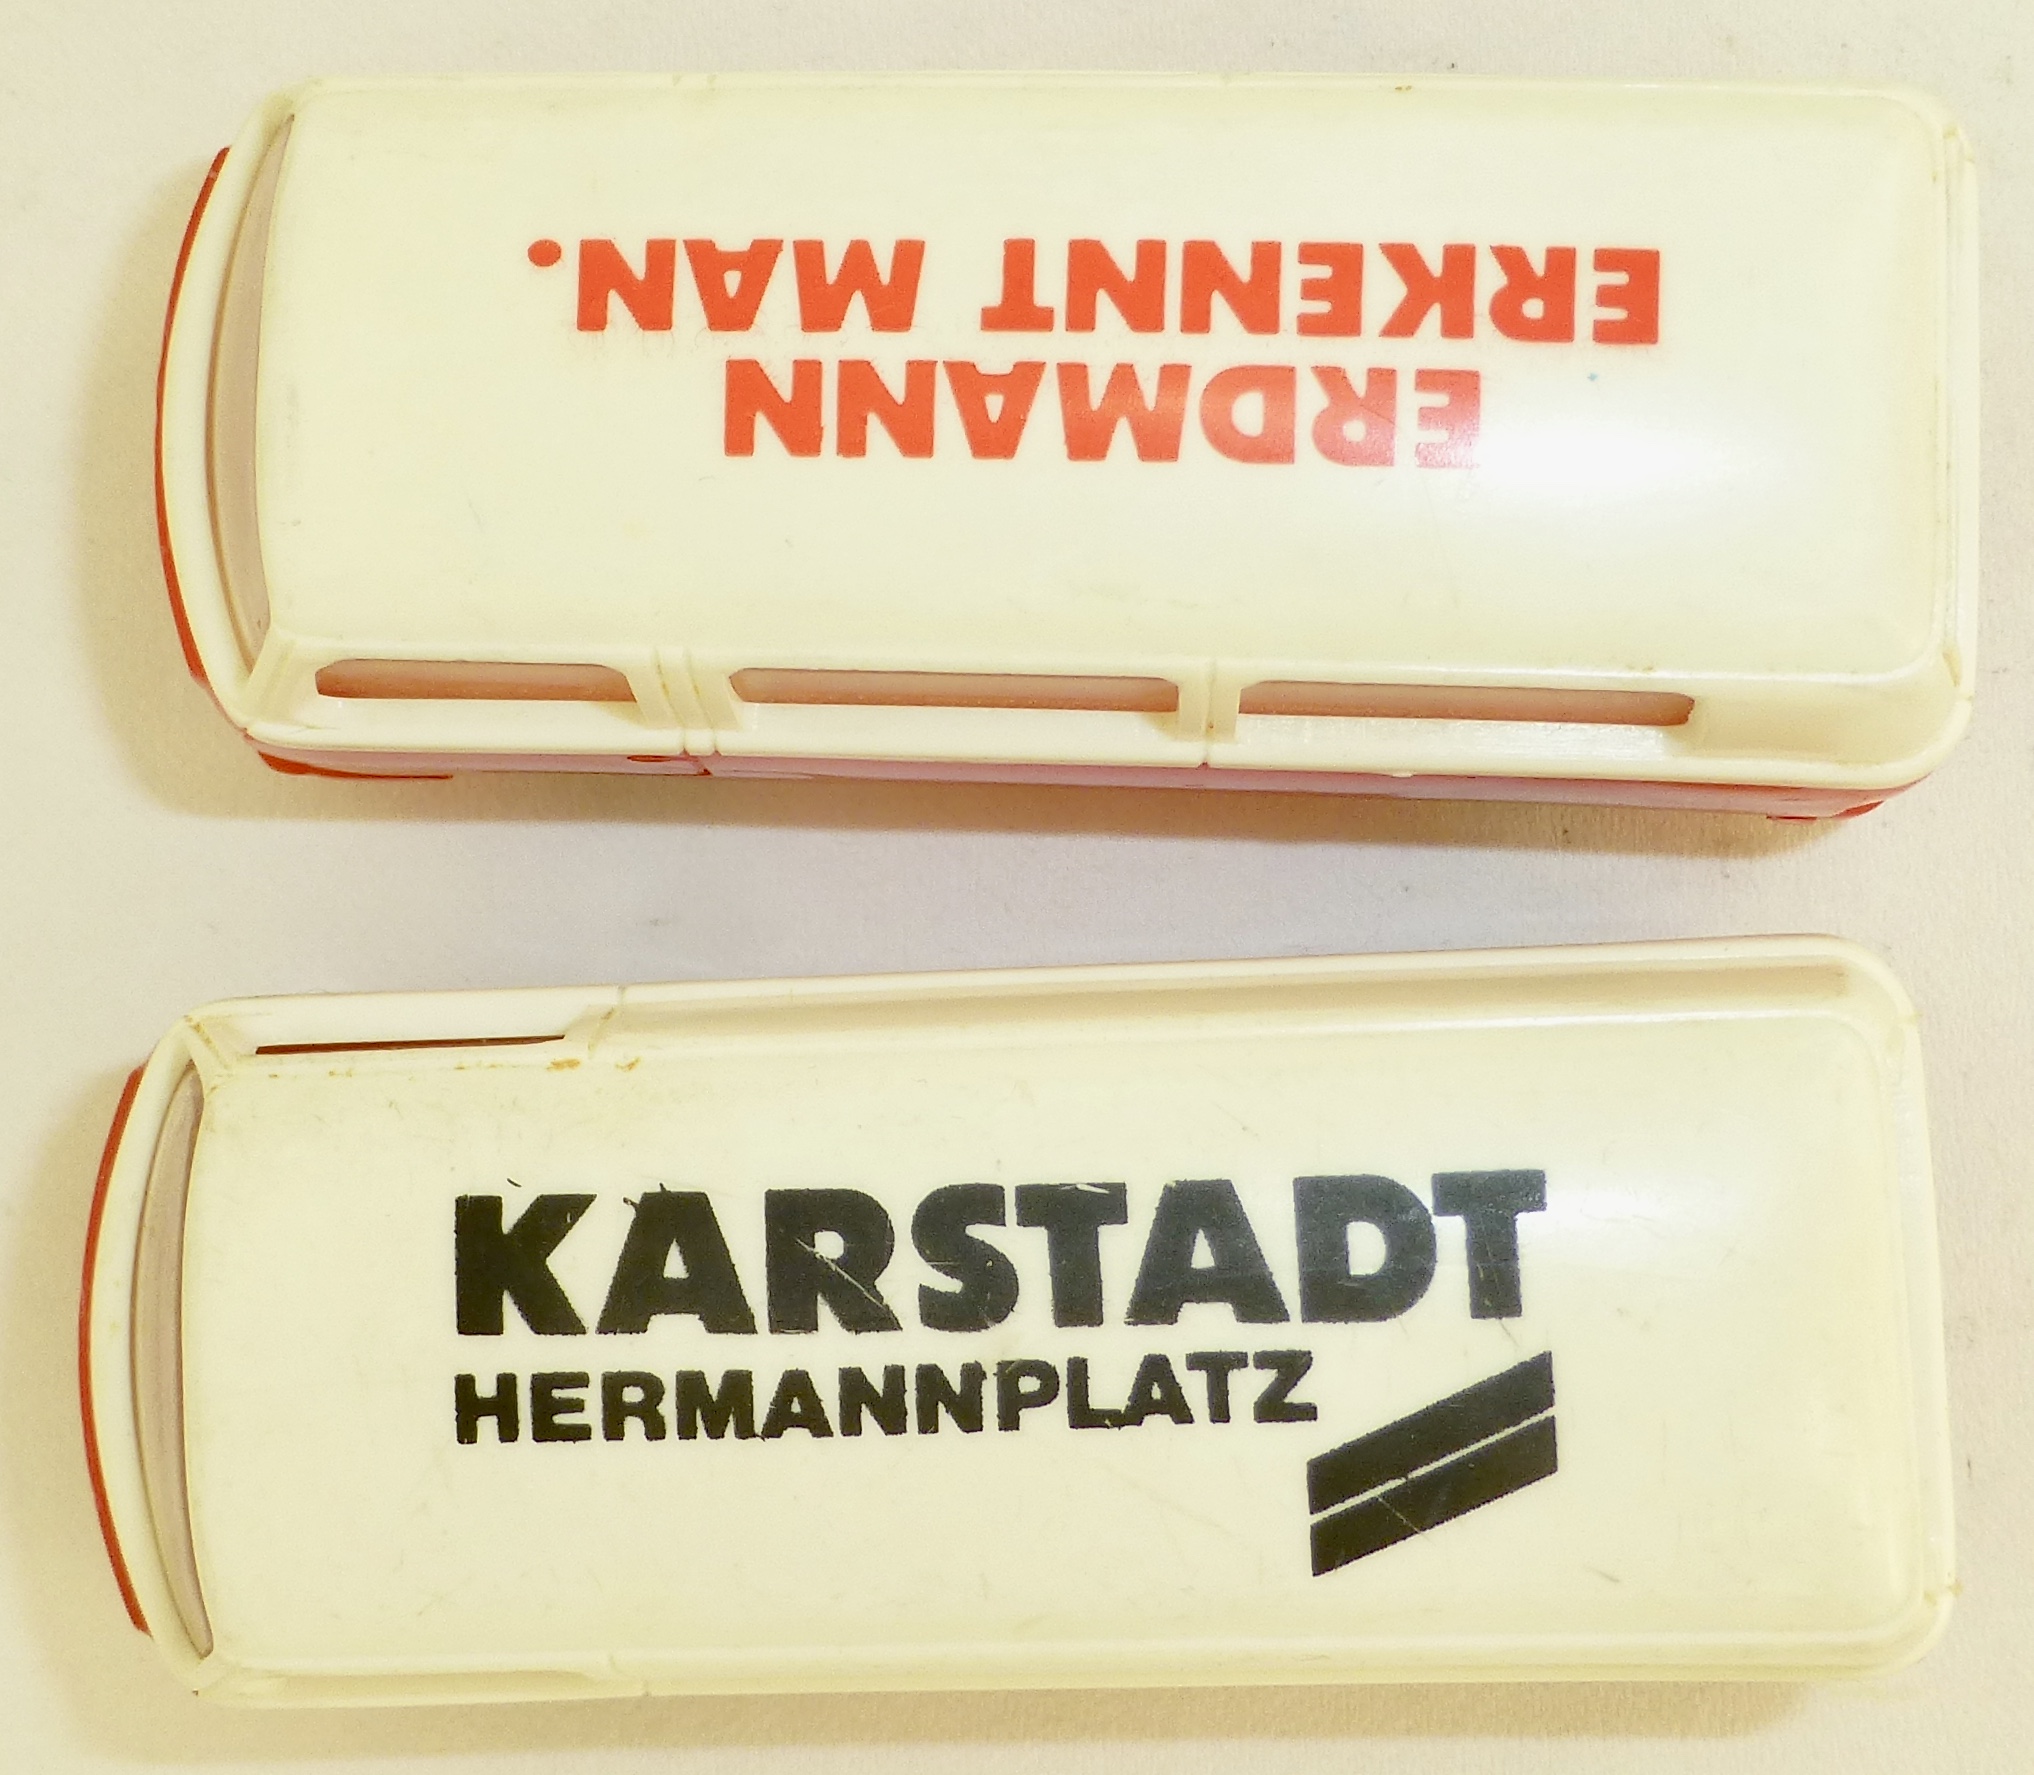 ERDMANN
ERKENNT MAN.
KARSTADT
HERMANNPLATZ